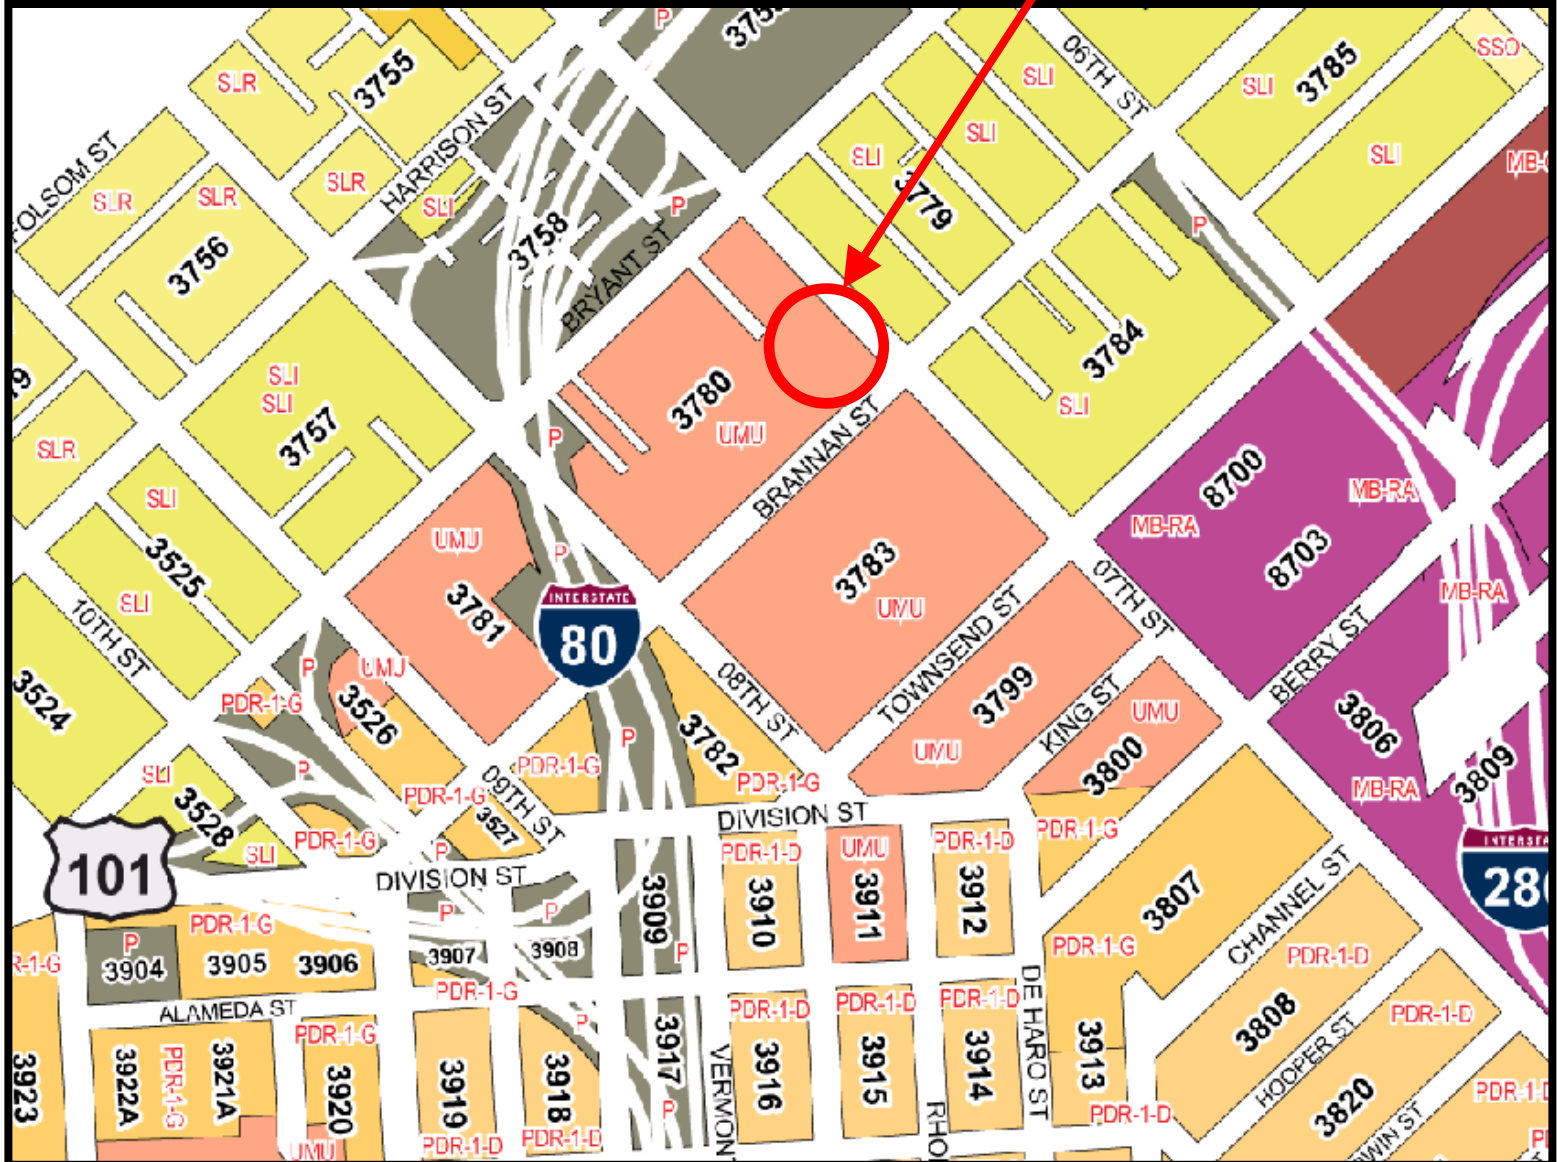 P
3755
SLR
HARRISON ST
SLR
SLI
FOLSOM ST
SLR
SLR
3756
3758
P
BRYANT ST
SLI
06TH ST
SLI
SLI
3779
SLI
3785
SSO
SLI
P
SLI
SLI
3757
SLR
3780
UMU
BRANNAN ST
3784
SLI
8700
MB-RA
MB-RA
8703
MB-RA
SLI
3525
SLI
10TH ST
3524
UMU
3781
P
P
INTERSTATE
80
3783
UMU
TOWNSEND ST
07TH ST
BERRY ST
P
UMU
PDR-1-G
3526
08TH ST
3799
UMU
KING ST
UMU
3800
3806
MB-RA
3809
P
3782
PDR-1-G
PDR-1-G
PDR-1-G
09TH ST
3527
SLI
3528
P
PDR-1-G
SLI
P
101
DIVISION ST
DIVISION ST
PDR-1-G
PDR-1-D
3910
UMU
3911
PDR-1-D
3912
3807
PDR-1-G
CHANNEL ST
PDR-1-D
PDR-1-G
P
P
3909
P
P
3904
3905
3906
3907
3908
PDR-1-G
ALAMEDA ST
P
3923
3922A
PDR-1-G
3921A
PDR-1-G
3920
UMU
3919
PDR-1-D
3918
PDR-1-D
3917
P
PDR-1-D
3916
PDR-1-D
3915
PDR-1-D
3914
DE HARO ST
3913
PDR-1-D
3808
HOOPER ST
PDR-1-D
3820